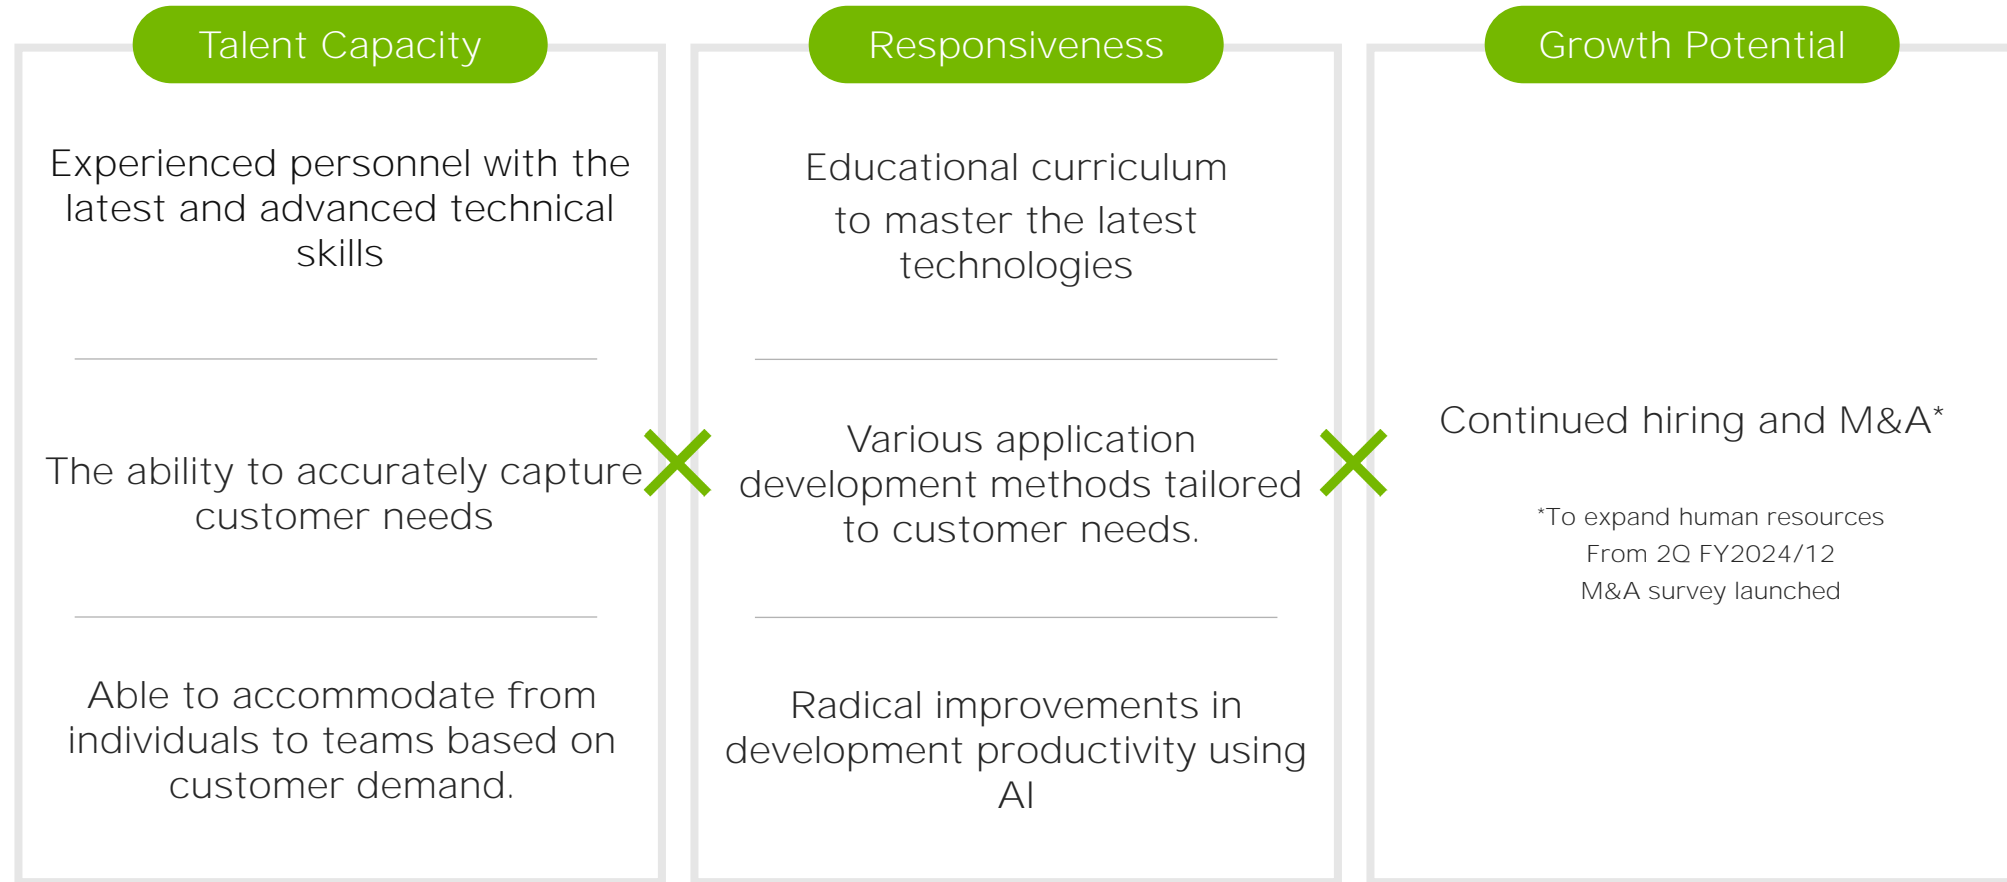 Talent Capacity
Experienced personnel with the
latest and advanced technical
skills
The ability to accurately capture
customer needs
Able to accommodate from
individuals to teams based on
customer demand.
Responsiveness
Educational curriculum
to master the latest
technologies
Various application
development methods tailored
to customer needs.
Radical improvements in
development productivity using
AI
Growth Potential
Continued hiring and M&A*
*To expand human resources
From 2Q FY2024/12
M&A survey launched